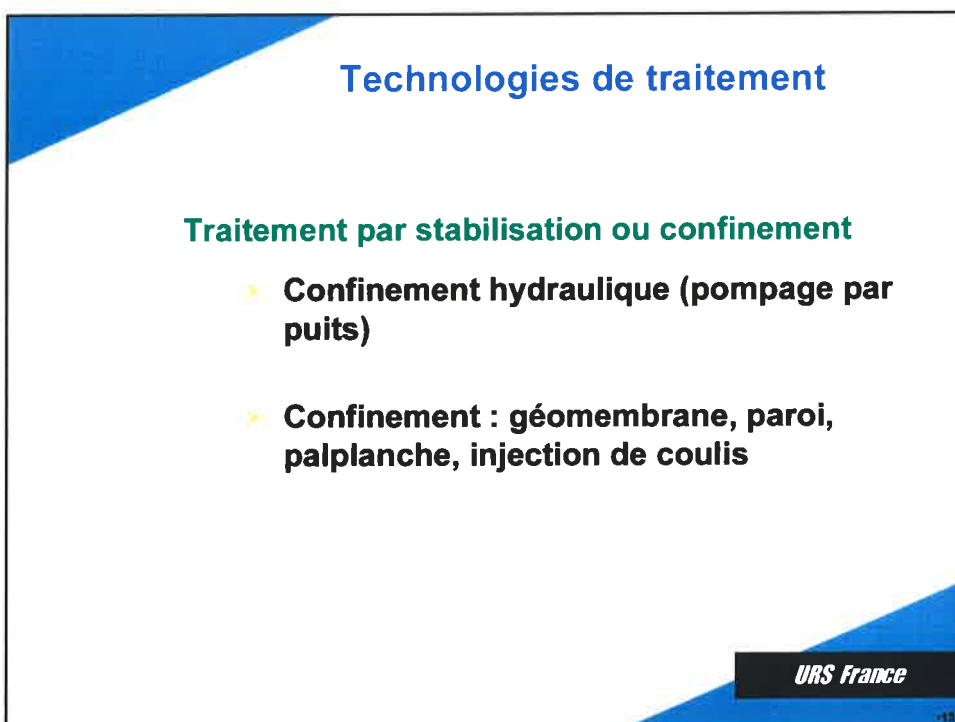 Technologies de traitement
Traitement par stabilisation ou confinement
Confinement hydraulique (pompage par
puits)
Confinement : géomembrane, paroi,
palplanche, injection de coulis
URS France